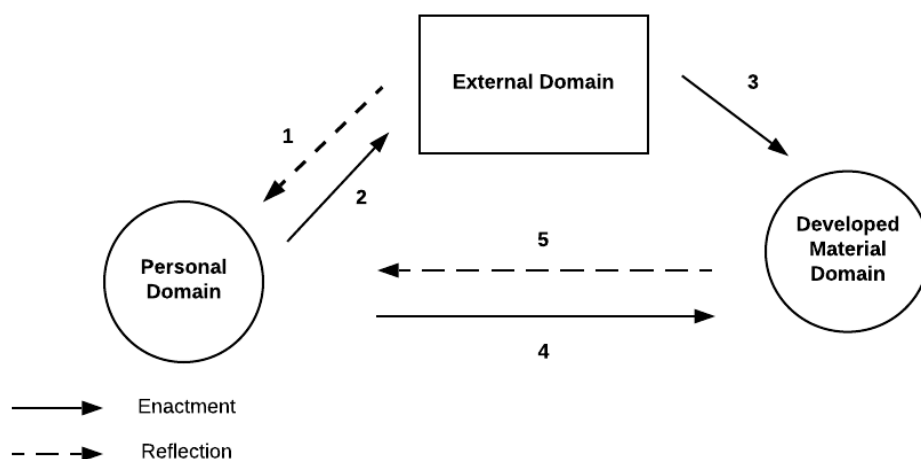 External Domain
3
1
2
Developed
Material
Domain
5
Personal
Domain
4
Enactment
Reflection